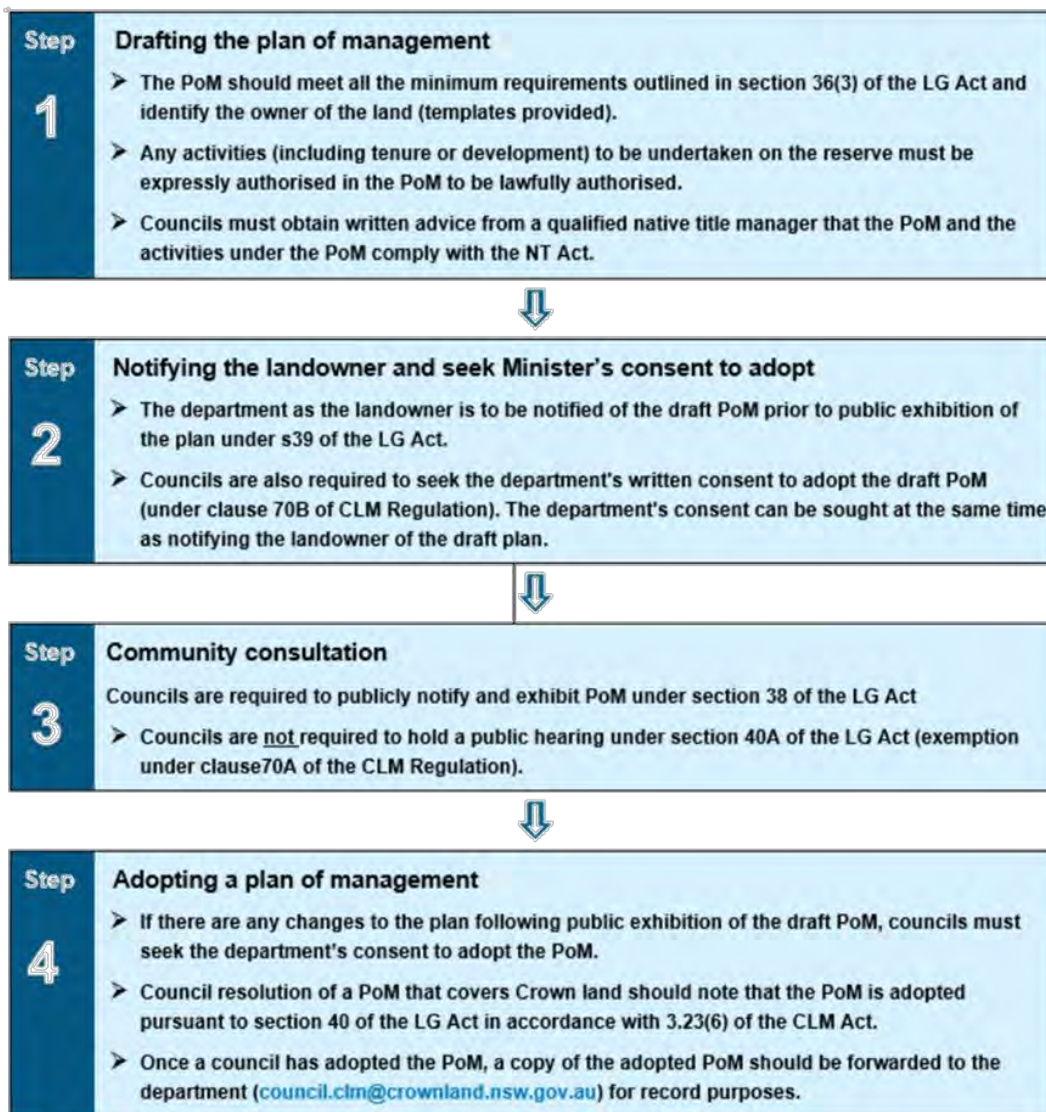 Step
1
Drafting the plan of management
➤ The PoM should meet all the minimum requirements outlined in section 36(3) of the LG Act and
identify the owner of the land (templates provided).
➤ Any activities (including tenure or development) to be undertaken on the reserve must be
expressly authorised in the PoM to be lawfully authorised.
➤ Councils must obtain written advice from a qualified native title manager that the PoM and the
activities under the PoM comply with the NT Act.
Step
2
Notifying the landowner and seek Minister's consent to adopt
➤ The department as the landowner is to be notified of the draft PoM prior to public exhibition of
the plan under s39 of the LG Act.
➤ Councils are also required to seek the department's written consent to adopt the draft PoM
(under clause 70B of CLM Regulation). The department's consent can be sought at the same time
as notifying the landowner of the draft plan.
Step
3
Community consultation
Councils are required to publicly notify and exhibit PoM under section 38 of the LG Act
➤ Councils are not required to hold a public hearing under section 40A of the LG Act (exemption
under clause70A of the CLM Regulation).
Step
4
Adopting a plan of management
➤ If there are any changes to the plan following public exhibition of the draft PoM, councils must
seek the department's consent to adopt the PoM.
➤ Council resolution of a PoM that covers Crown land should note that the PoM is adopted
pursuant to section 40 of the LG Act in accordance with 3.23(6) of the CLM Act.
➤ Once a council has adopted the PoM, a copy of the adopted PoM should be forwarded to the
department (council.clm@crownland.nsw.gov.au) for record purposes.